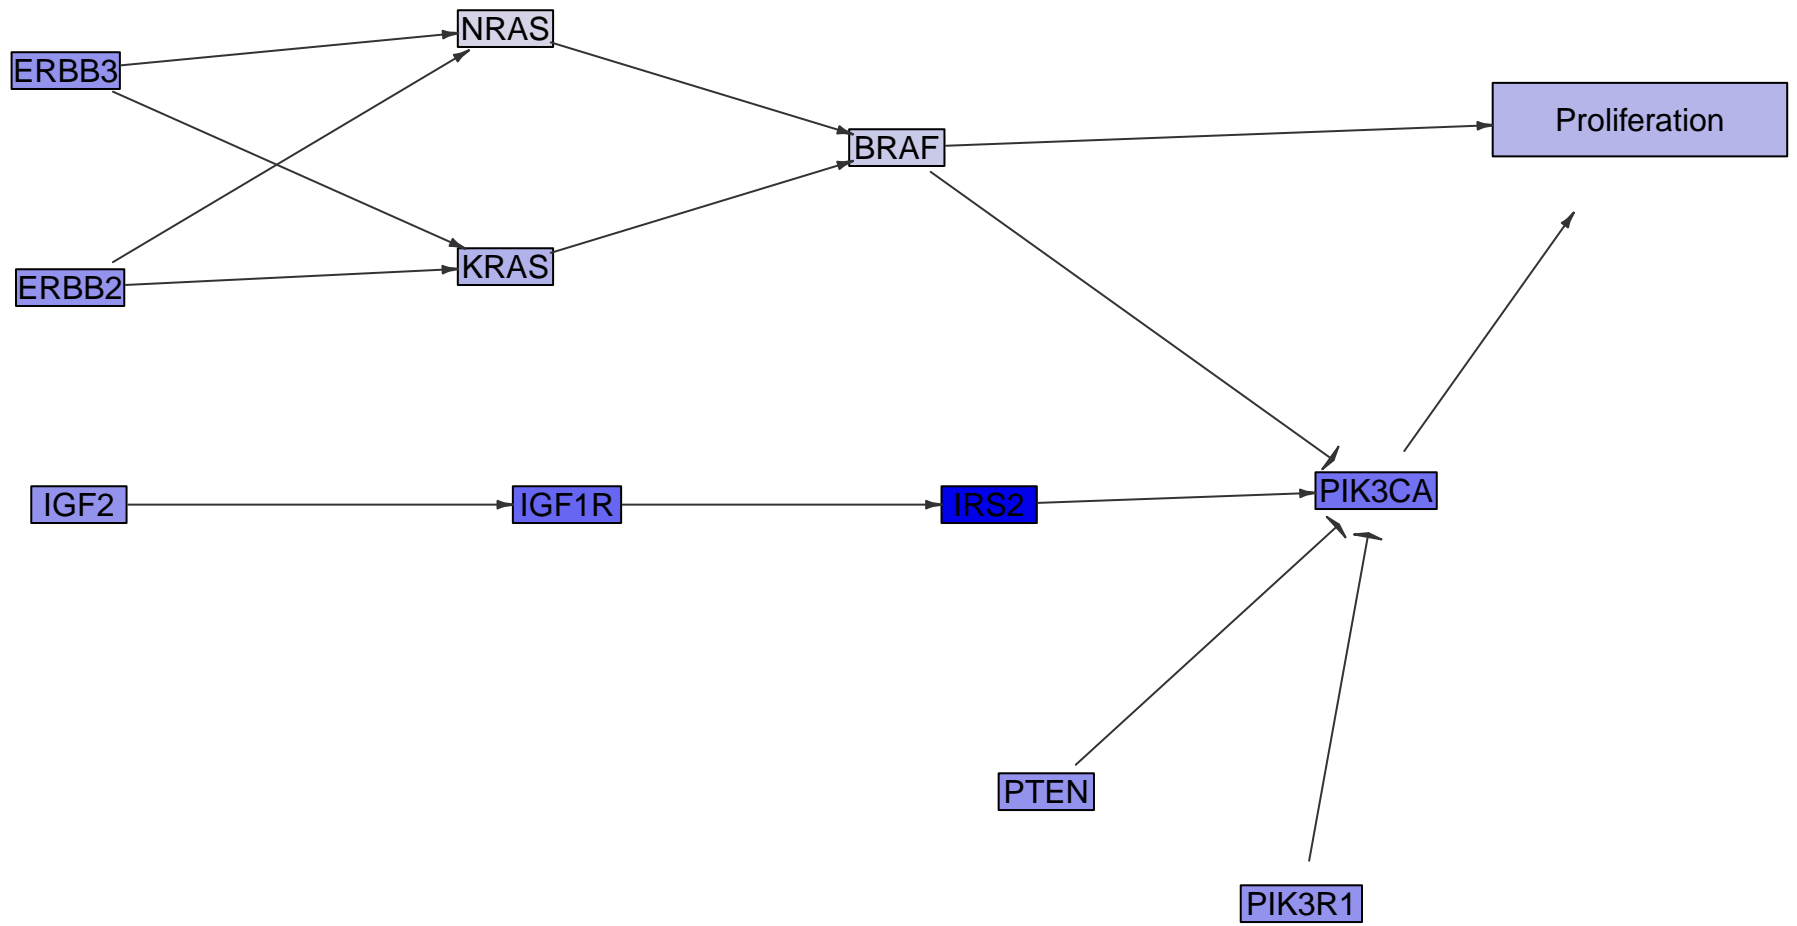 NRAS
ERBB3
Proliferation
BRAF
KRAS
ERBB2
IGF2
IGF1R
IRS2
PIK3CA
PTEN
PIK3R1